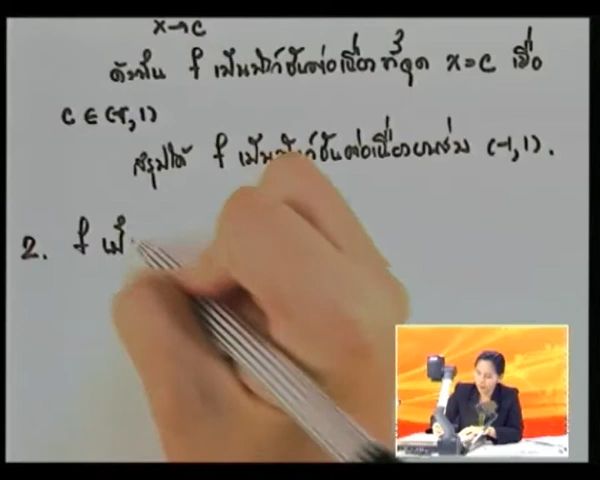 x→c
ดังนั้น f เป็นฟังก์ชันต่อเนื่องที่จุด x=c เมื่อ
c ∈ (-1,1)
สรุปได้ f เป็นฟังก์ชันต่อเนื่องบนช่วง (-1,1).
2. f เป็